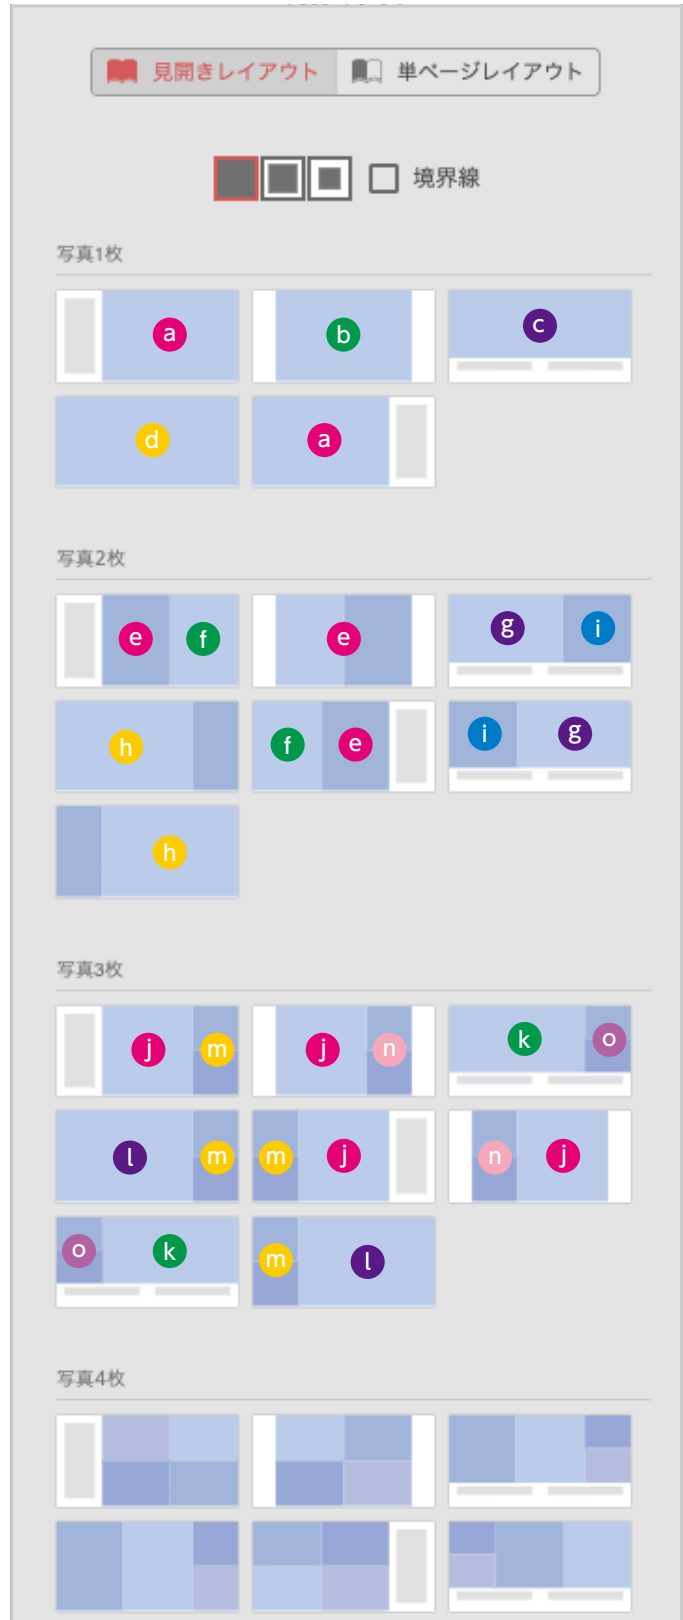 見開きレイアウト 単ページレイアウト
境界線
写真1枚
a b c
d a
写真2枚
e f e g i
h f e i g
h
写真3枚
j m j n k o
l m m j n j
o k m l
写真4枚